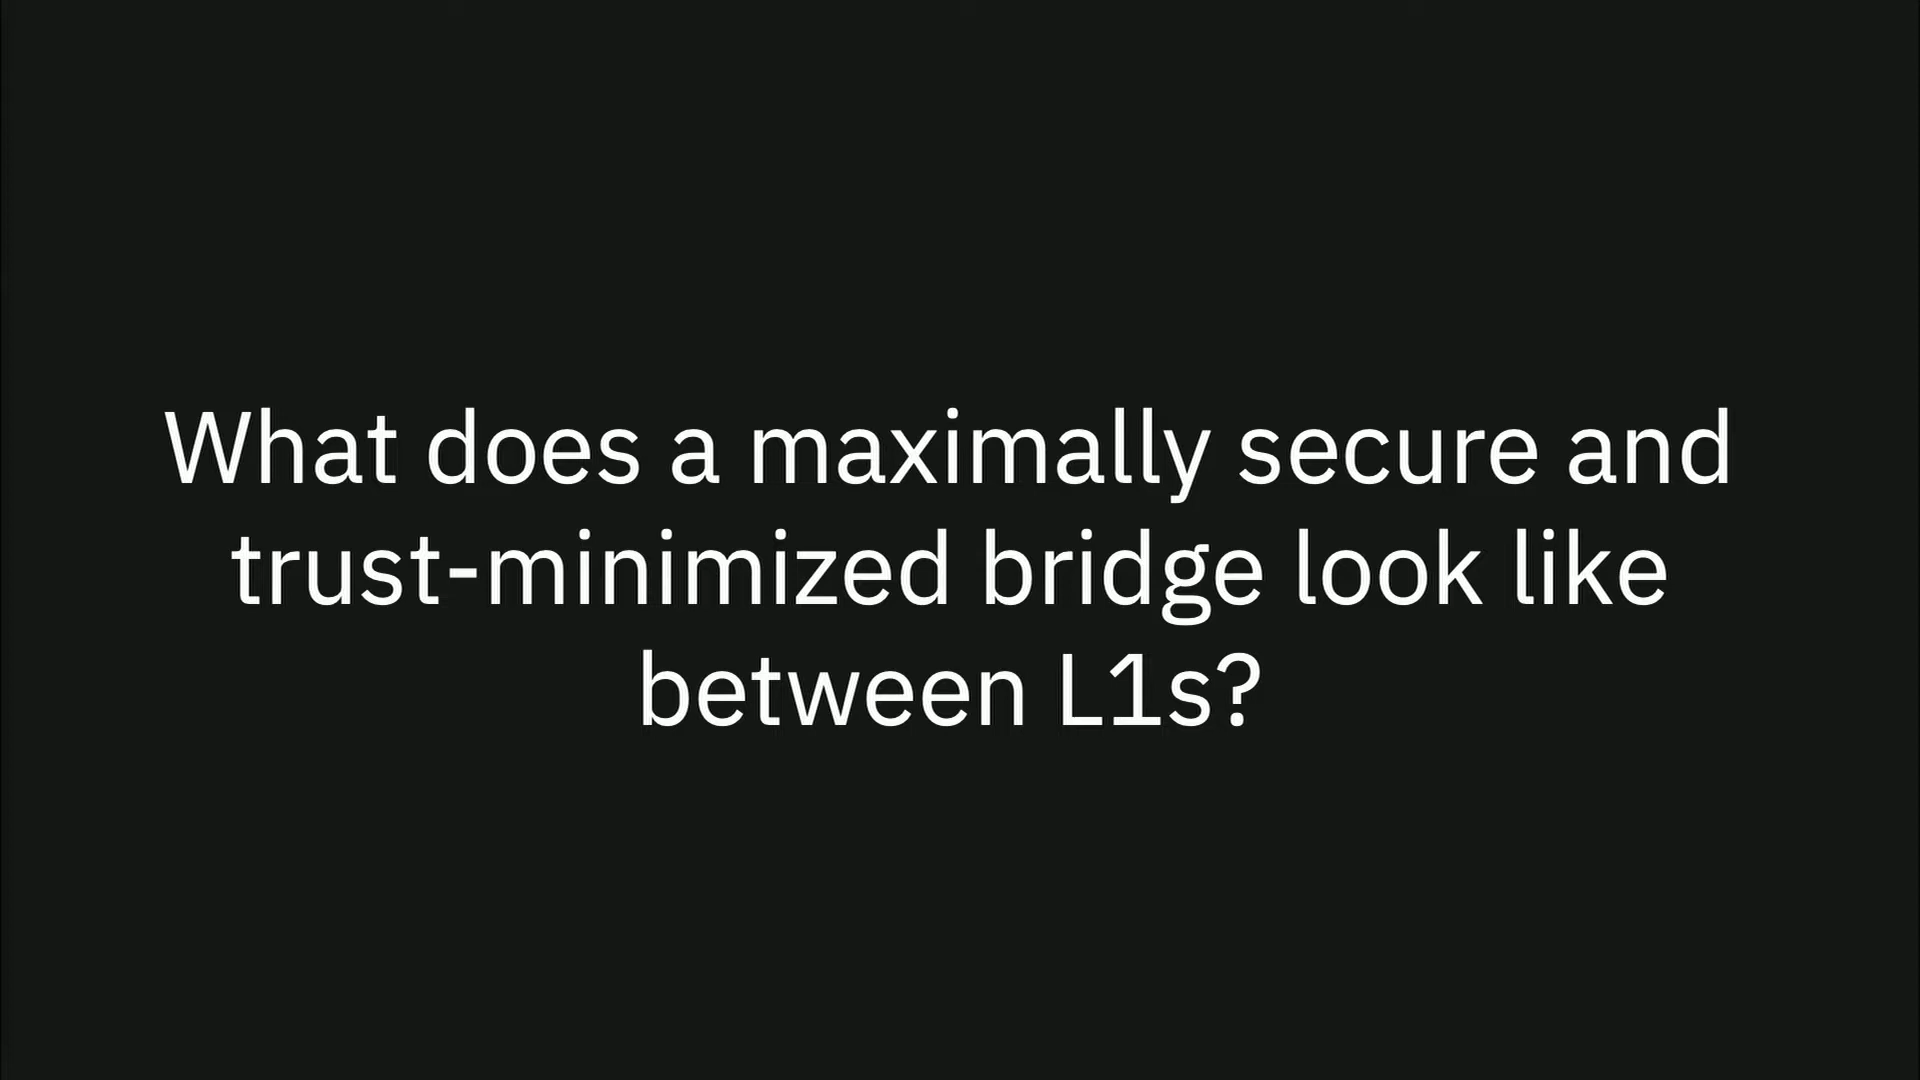 What does a maximally secure and
trust-minimized bridge look like
between L1s?